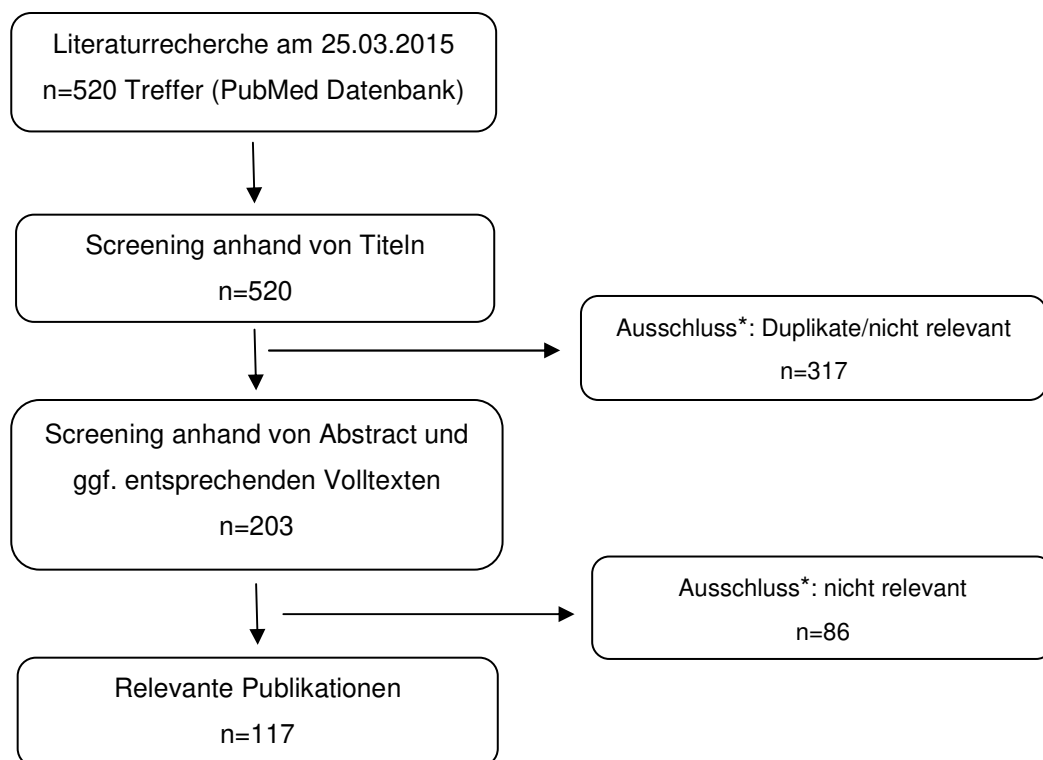 Literaturrecherche am 25.03.2015
n=520 Treffer (PubMed Datenbank)
Screening anhand von Titeln
n=520
Ausschluss*: Duplikate/nicht relevant
n=317
Screening anhand von Abstract und
ggf. entsprechenden Volltexten
n=203
Ausschluss*: nicht relevant
n=86
Relevante Publikationen
n=117